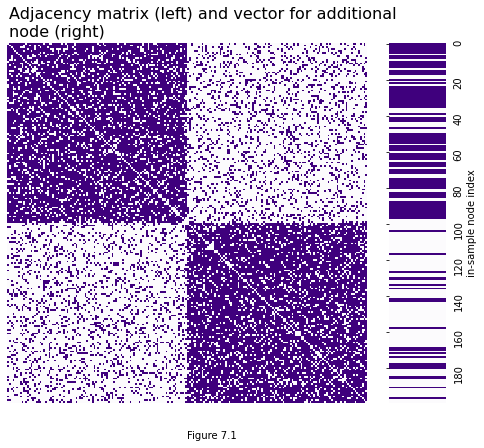 Adjacency matrix (left) and vector for additional
node (right)
0
20
40
60
80
100
120
140
160
180
in-sample node index
Figure 7.1